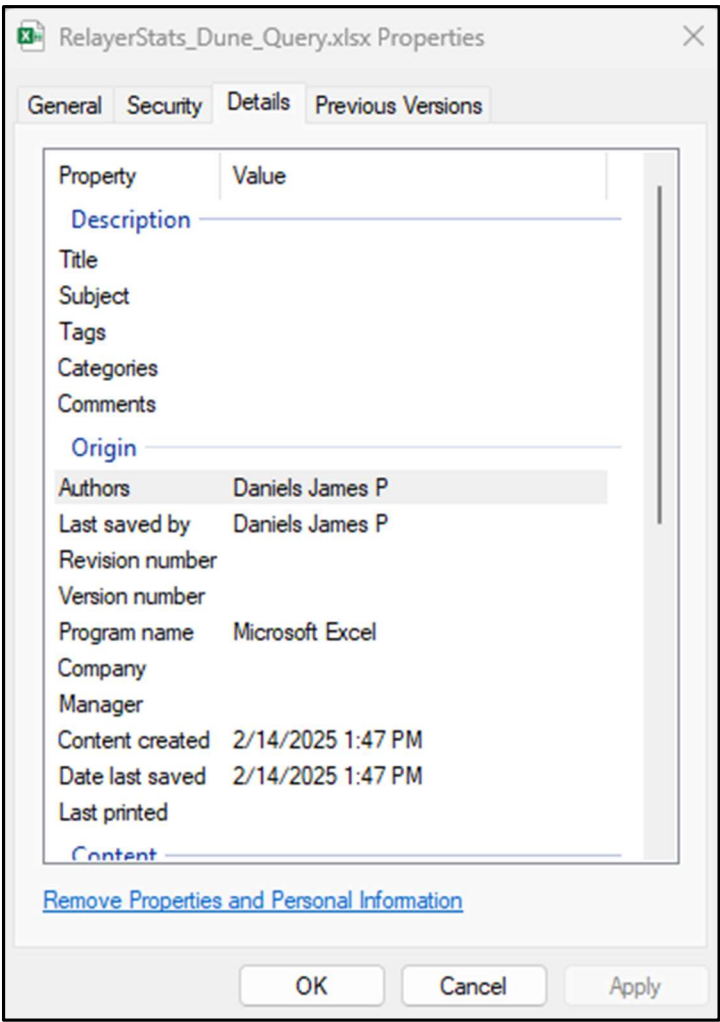 RelayerStats_Dune_Query.xlsx Properties
General Security Details Previous Versions
Property Value
Description
Title
Subject
Tags
Categories
Comments
Origin
Authors Daniels James P
Last saved by Daniels James P
Revision number
Version number
Program name Microsoft Excel
Company
Manager
Content created 2/14/2025 1:47 PM
Date last saved 2/14/2025 1:47 PM
Last printed
Content
Remove Properties and Personal Information
OK Cancel Apply